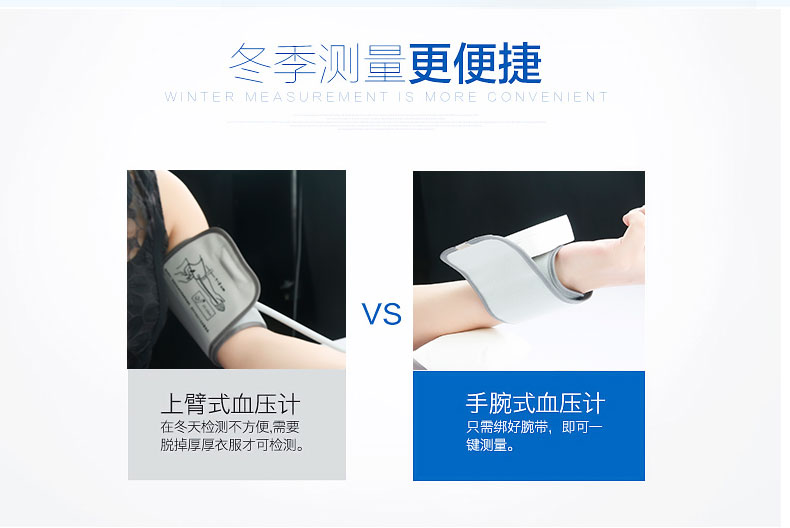 冬季测量更便捷
WINTER MEASUREMENT IS MORE CONVENIENT
VS
上臂式血压计
在冬天检测不方便,需要
脱掉厚厚衣服才可检测。
手腕式血压计
只需绑好腕带，即可一
键测量。